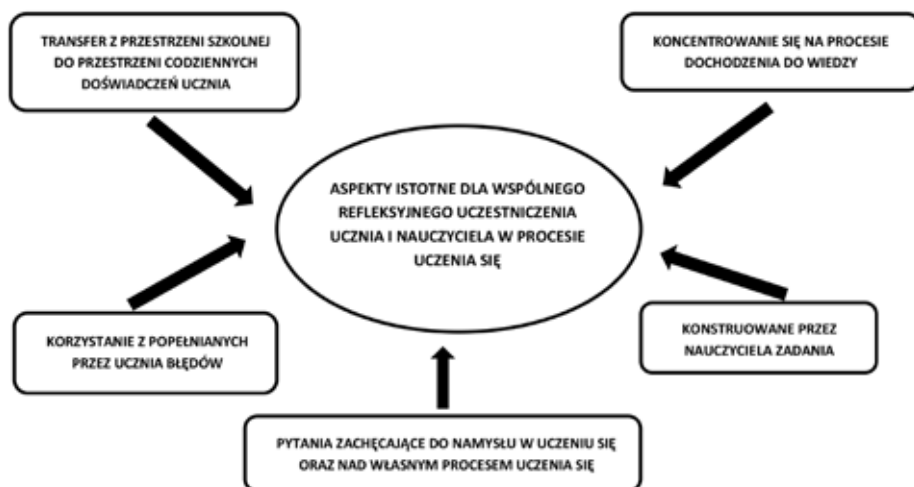 TRANSFER Z PRZESTRZENI SZKOLNEJ
DO PRZESTRZENI CODZIENNYCH
DOŚWIADCZEŃ UCZNIA
KONCENTROWANIE SIĘ NA PROCESIE
DOCHODZENIA DO WIEDZY
ASPEKTY ISTOTNE DLA WSPÓLNEGO
REFLEKSYJNEGO UCZESTNICZENIA
UCZNIA I NAUCZYCIELA W PROCESIE
UCZENIA SIĘ
KORZYSTANIE Z POPEŁNIANYCH
PRZEZ UCZNIA BŁĘDÓW
KONSTRUOWANE PRZEZ
NAUCZYCIELA ZADANIA
PYTANIA ZACHĘCAJĄCE DO NAMYSŁU W UCZENIU SIĘ
ORAZ NAD WŁASNYM PROCESEM UCZENIA SIĘ